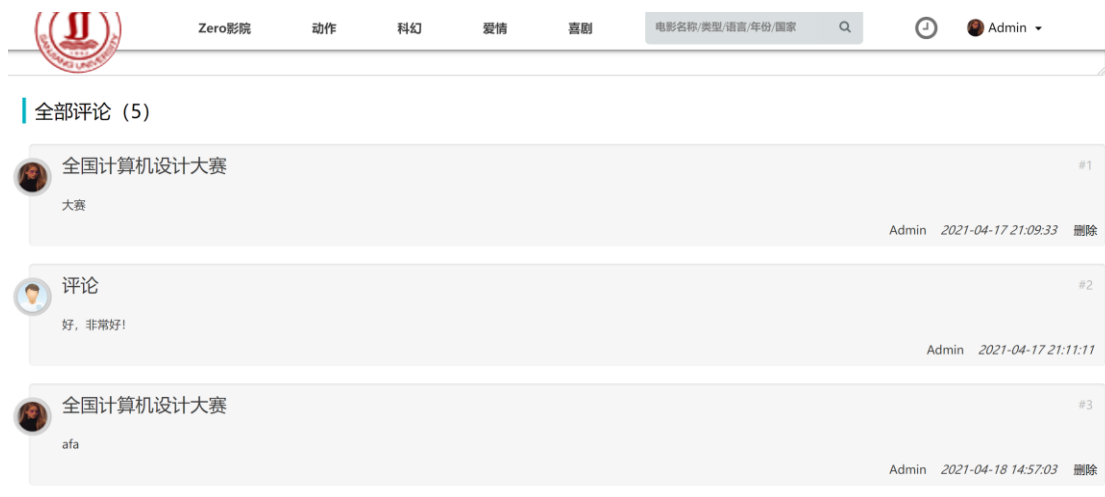 Zero影院 动作 科幻 爱情 喜剧 电影名称/类型/语言/年份/国家 Admin
SANJIANG UNIVERSITY
全部评论（5）
全国计算机设计大赛 #1
大赛
Admin 2021-04-17 21:09:33 删除
评论 #2
好，非常好！
Admin 2021-04-17 21:11:11
全国计算机设计大赛 #3
afa
Admin 2021-04-18 14:57:03 删除